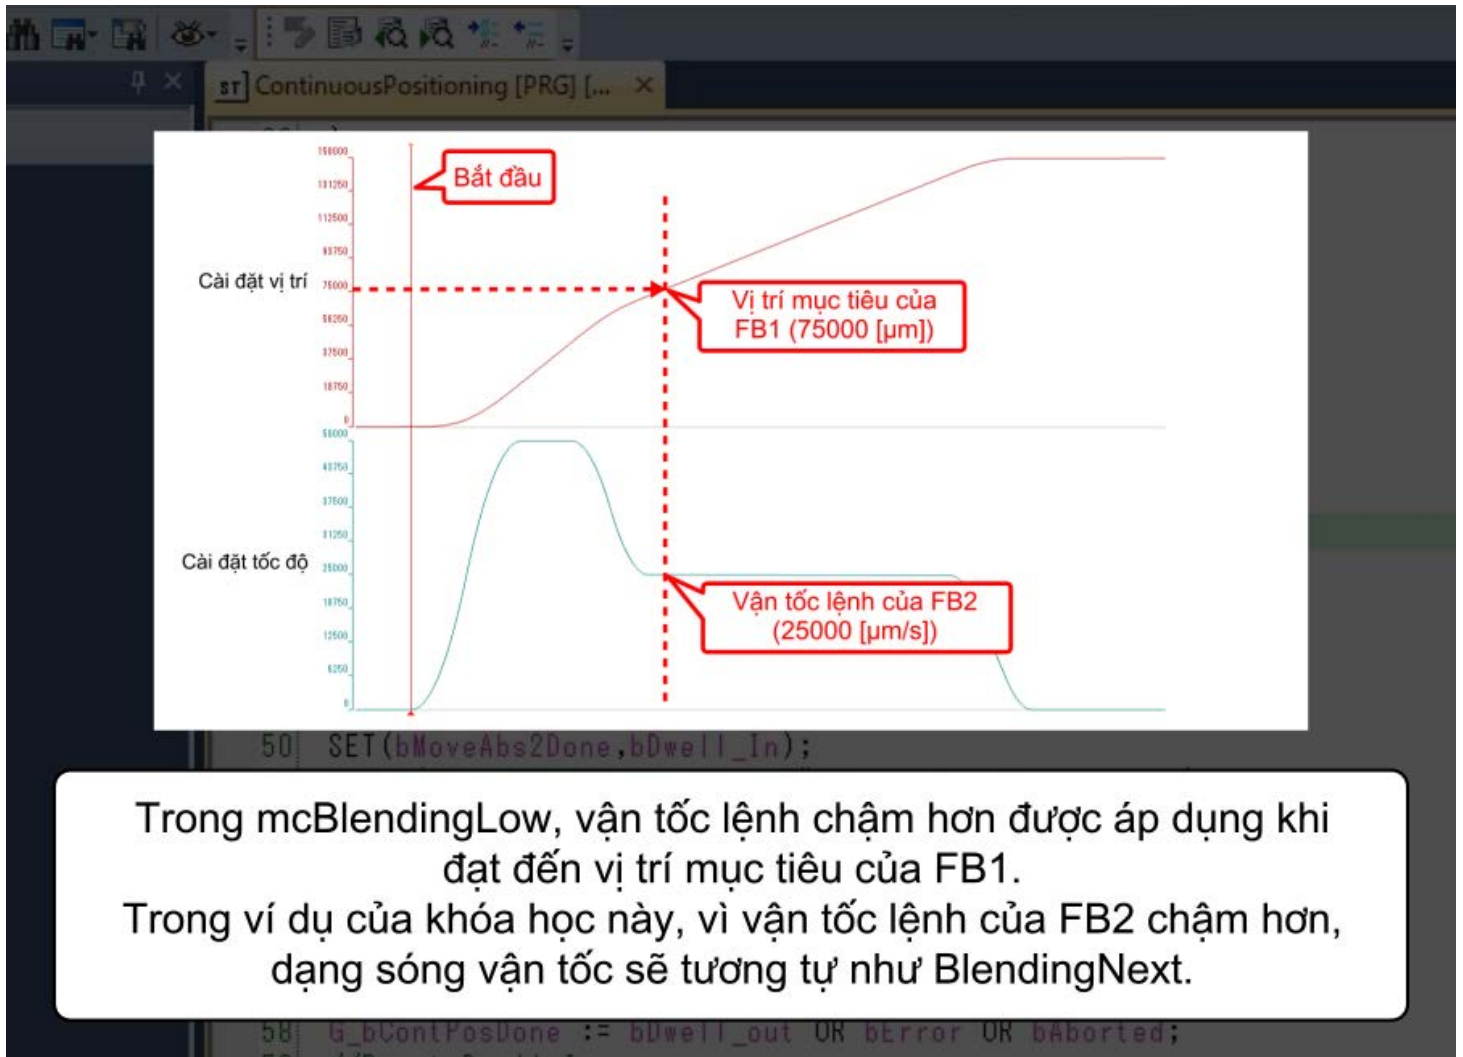 ST ContinuousPositioning [PRG] [...
150000
Bắt đầu
131250
112500
93750
Cài đặt vị trí
75000
Vị trí mục tiêu của
FB1 (75000 [µm])
56250
37500
18750
0
50000
43750
37500
31250
Cài đặt tốc độ
25000
Vận tốc lệnh của FB2
(25000 [µm/s])
18750
12500
6250
0
50 SET(bMoveAbs2Done,bDwell_In);
Trong mcBlendingLow, vận tốc lệnh chậm hơn được áp dụng khi
đạt đến vị trí mục tiêu của FB1.
Trong ví dụ của khóa học này, vì vận tốc lệnh của FB2 chậm hơn,
dạng sóng vận tốc sẽ tương tự như BlendingNext.
58 G_bContPosDone := bDwell_out OR bError OR bAborted;